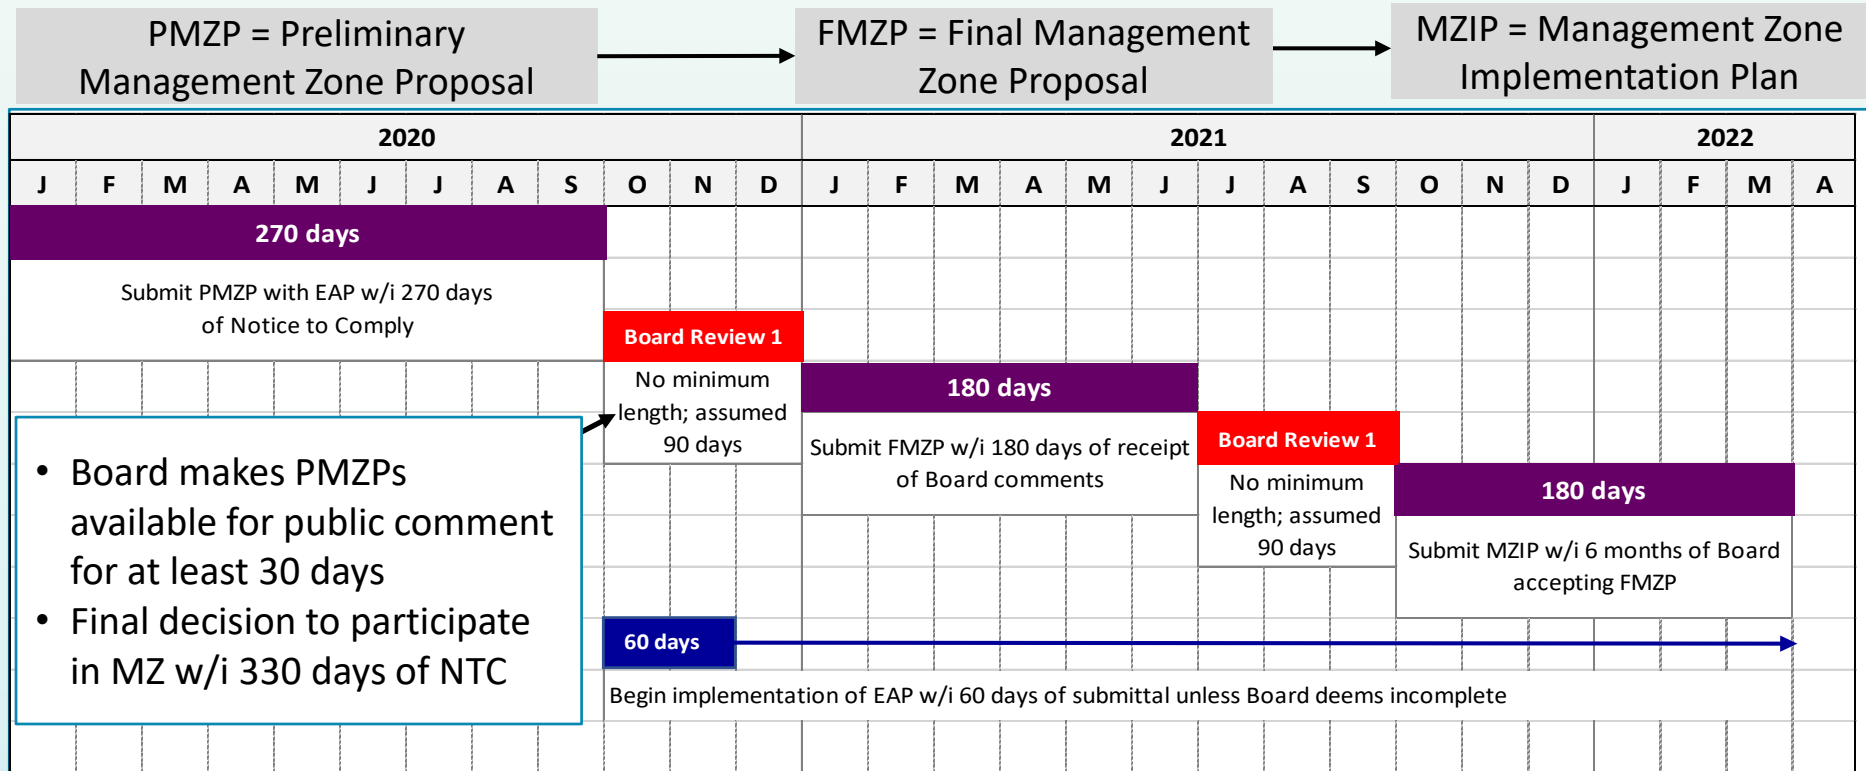 PMZP = Preliminary
Management Zone Proposal
FMZP = Final Management
Zone Proposal
MZIP = Management Zone
Implementation Plan
2020 2021 2022
J F M A M J J A S O N D J F M A M J J A S O N D J F M A
270 days
Submit PMZP with EAP w/i 270 days
of Notice to Comply
Board Review 1
No minimum
length; assumed
90 days
180 days
Submit FMZP w/i 180 days of receipt
of Board comments
Board Review 1
No minimum
length; assumed
90 days
180 days
Submit MZIP w/i 6 months of Board
accepting FMZP
• Board makes PMZPs
available for public comment
for at least 30 days
• Final decision to participate
in MZ w/i 330 days of NTC
60 days
Begin implementation of EAP w/i 60 days of submittal unless Board deems incomplete